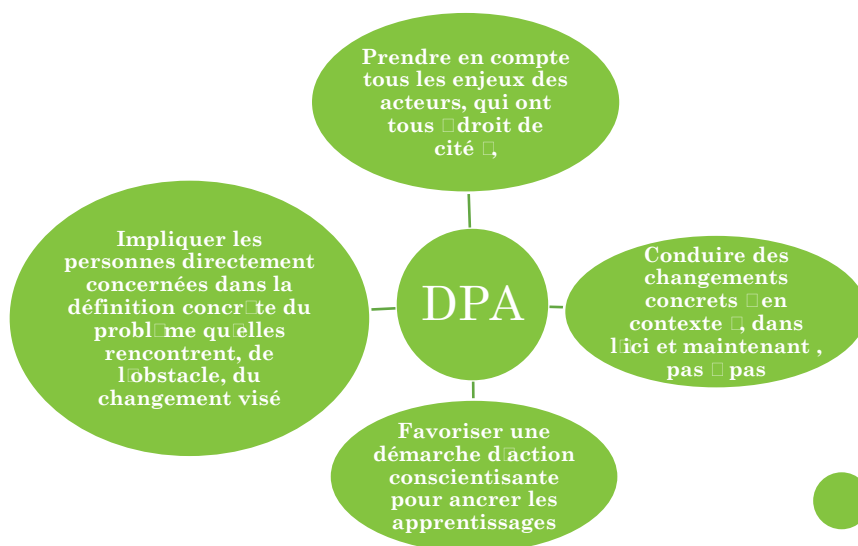 Prendre en compte
tous les enjeux des
acteurs, qui ont
tous □droit de
cité □,
Impliquer les
personnes directement
concernées dans la
définition concr□te du
probl□me qu□elles
rencontrent, de
l□obstacle, du
changement visé
DPA
Conduire des
changements
concrets □ en
contexte □, dans
l□ici et maintenant ,
pas □ pas
Favoriser une
démarche d□action
conscientisante
pour ancrer les
apprentissages